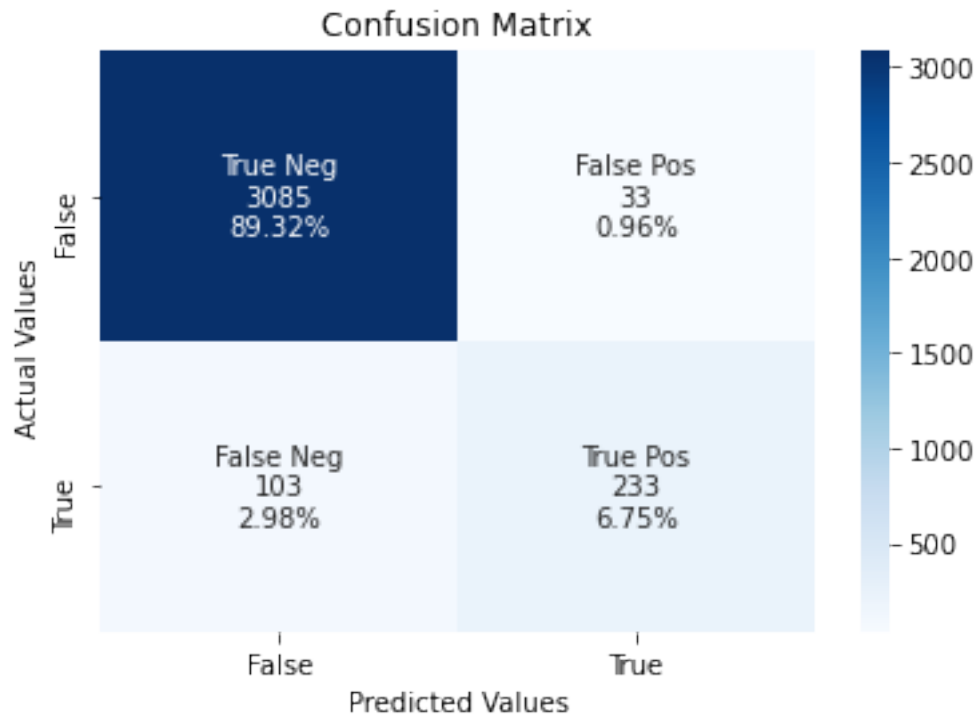 Confusion Matrix
True Neg
3085
89.32%
False Pos
33
0.96%
False Neg
103
2.98%
True Pos
233
6.75%
False
True
Actual Values
False
True
Predicted Values
3000
2500
2000
1500
1000
500